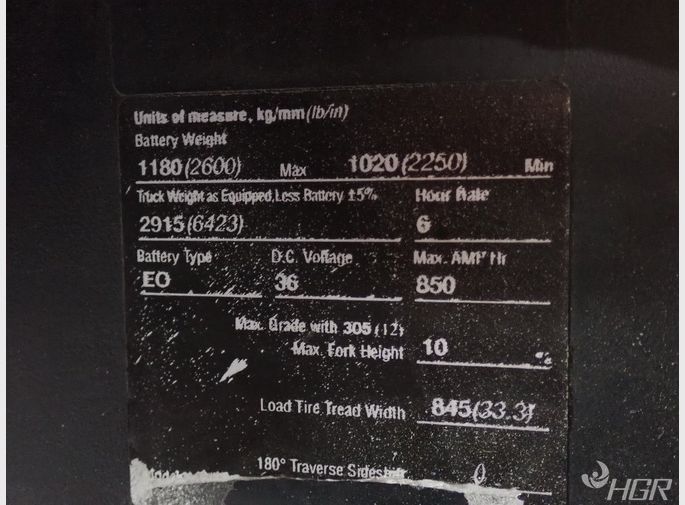 Units of measure, kg/mm (lb/in)
Battery Weight
1180 (2600) Max 1020 (2250) Min
Truck Weight as Equipped, Less Battery ±5% Hour Rate
2915 (6423) 6
Battery Type D.C. Voltage Max. AMP Hr
EO 36 850
Max. Grade with 305 (12)
Max. Fork Height 10 %
Load Tire Tread Width 845 (33.3)
180° Traverse Sideshift 0
HGR